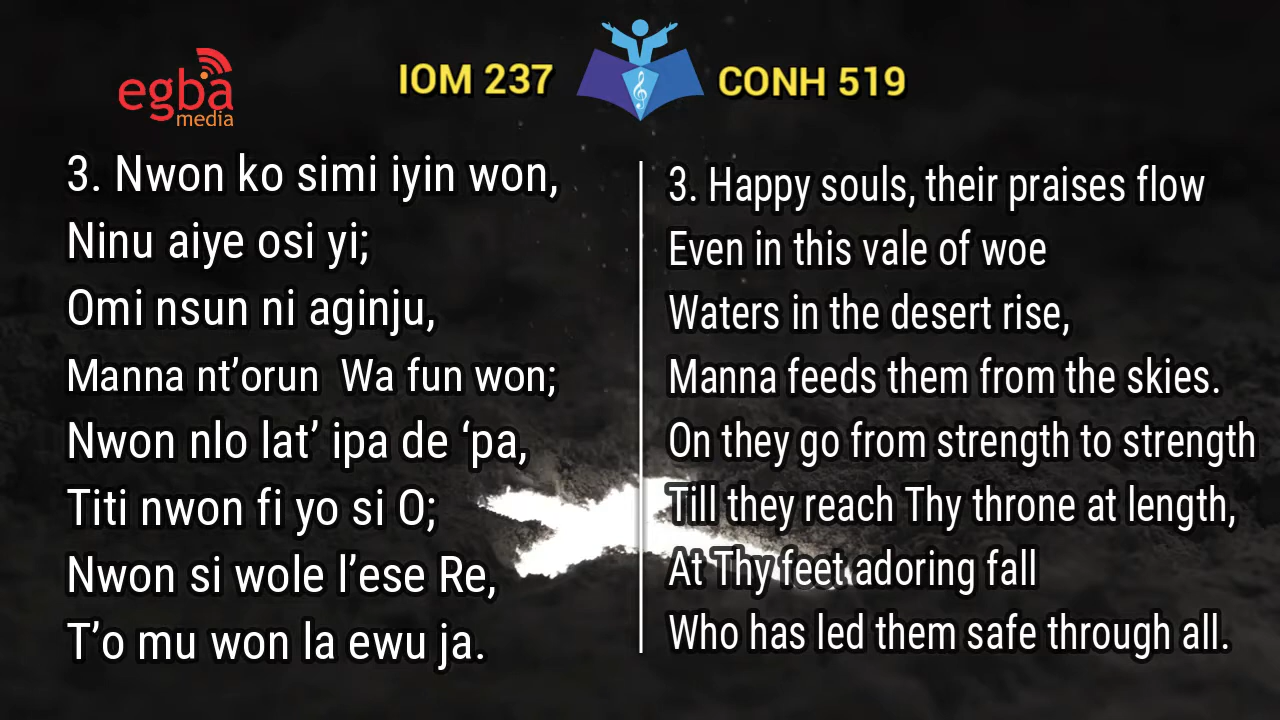 egba
media
IOM 237
CONH 519
3. Nwon ko simi iyin won,
Ninu aiye osi yi;
Omi nsun ni aginju,
Manna nt’orun Wa fun won;
Nwon nlo lat’ ipa de ‘pa,
Titi nwon fi yo si O;
Nwon si wole l’ese Re,
T’o mu won la ewu ja.
3. Happy souls, their praises flow
Even in this vale of woe
Waters in the desert rise,
Manna feeds them from the skies.
On they go from strength to strength
Till they reach Thy throne at length,
At Thy feet adoring fall
Who has led them safe through all.